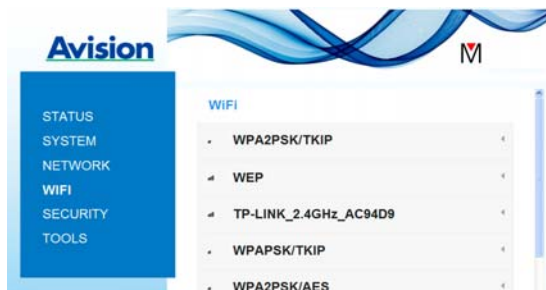 Avision
M
STATUS
SYSTEM
NETWORK
WIFI
SECURITY
TOOLS
WiFi
WPA2PSK/TKIP
WEP
TP-LINK_2.4GHz_AC94D9
WPAPSK/TKIP
WPA2PSK/AES